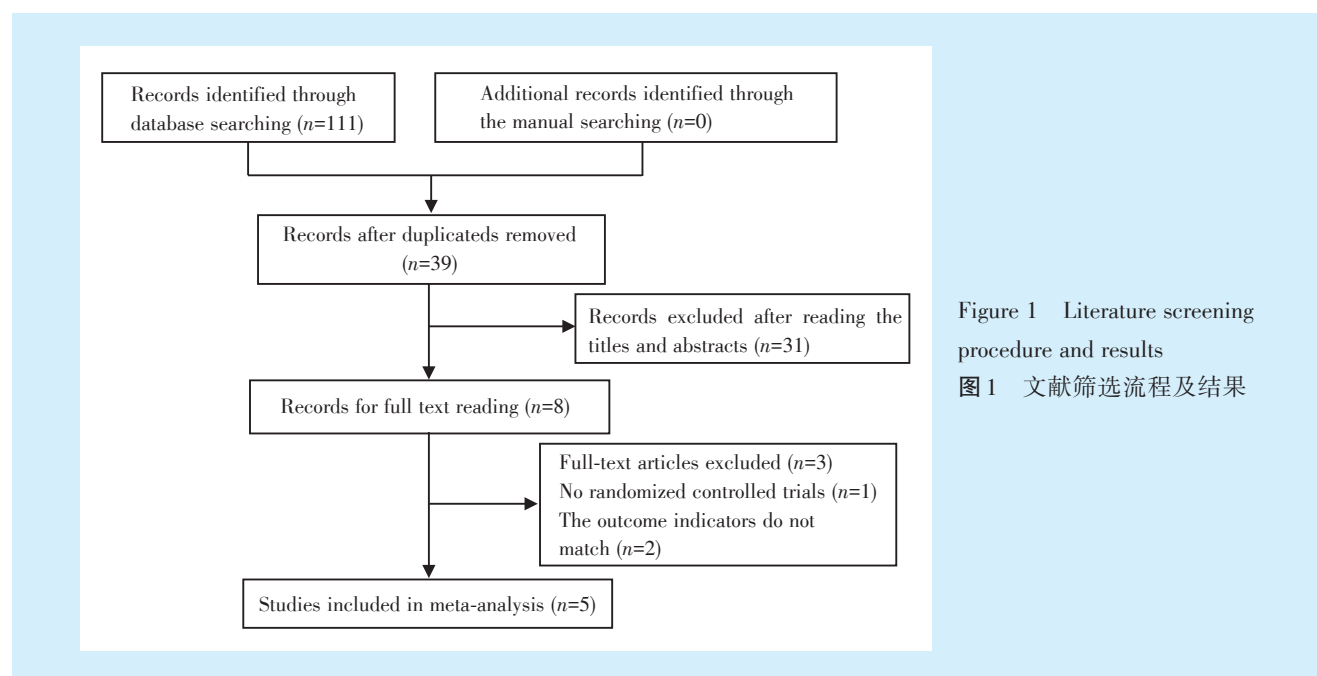 Records identified through
database searching (n=111)
Additional records identified through
the manual searching (n=0)
Records after duplicateds removed
(n=39)
Records excluded after reading the
titles and abstracts (n=31)
Records for full text reading (n=8)
Full-text articles excluded (n=3)
No randomized controlled trials (n=1)
The outcome indicators do not
match (n=2)
Studies included in meta-analysis (n=5)
Figure 1 Literature screening
procedure and results
图1 文献筛选流程及结果